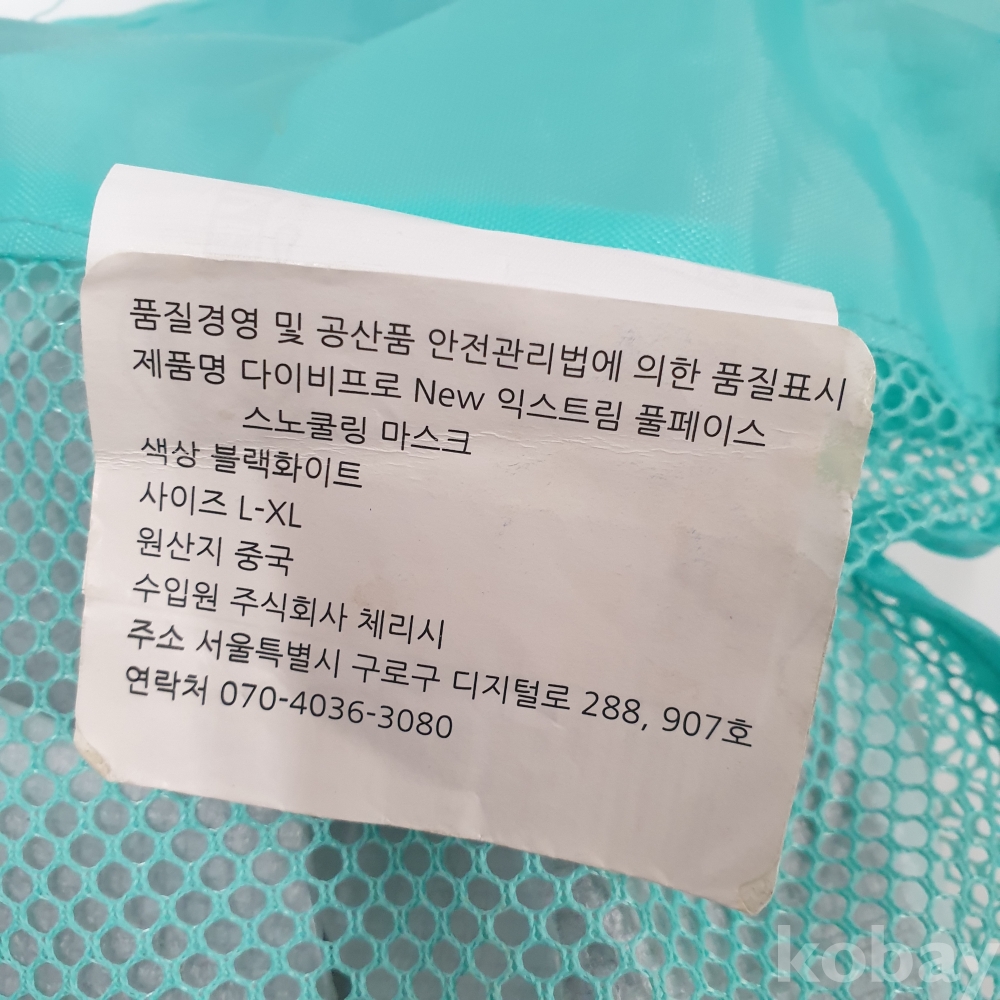 품질경영 및 공산품 안전관리법에 의한 품질표시
제품명 다이비프로 New 익스트림 풀페이스
스노쿨링 마스크
색상 블랙화이트
사이즈 L-XL
원산지 중국
수입원 주식회사 체리시
주소 서울특별시 구로구 디지털로 288, 907호
연락처 070-4036-3080
kobay